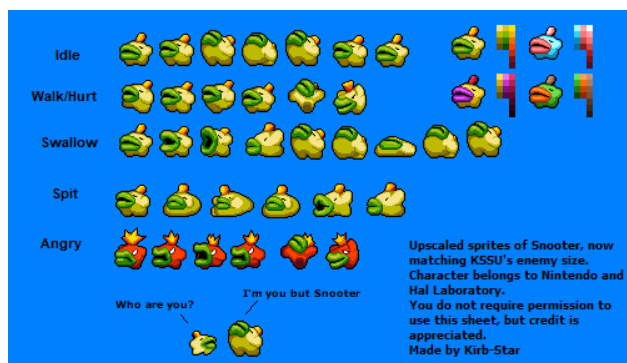 Idle
Walk/Hurt
Swallow
Spit
Angry
Who are you?
I'm you but Snooter
Upscaled sprites of Snooter, now
matching KSSU's enemy size.
Character belongs to Nintendo and
Hal Laboratory.
You do not require permission to
use this sheet, but credit is
appreciated.
Made by Kirb-Star